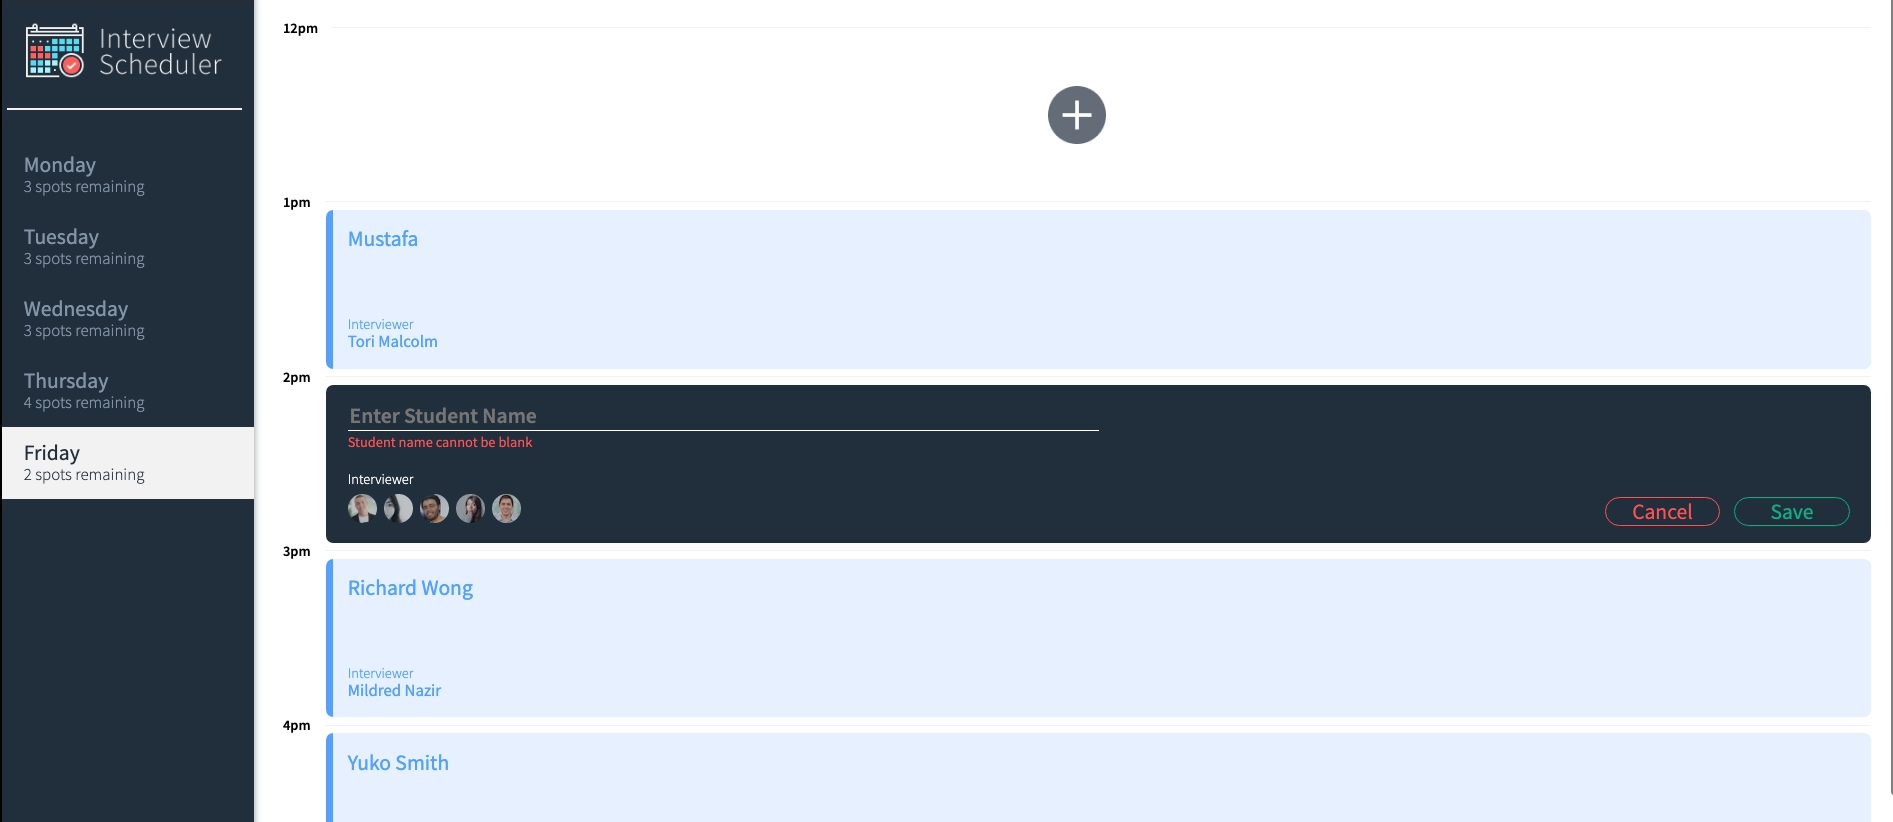 Interview
Scheduler
Monday
3 spots remaining
Tuesday
3 spots remaining
Wednesday
3 spots remaining
Thursday
4 spots remaining
Friday
2 spots remaining
12pm
1pm
Mustafa
Interviewer
Tori Malcolm
2pm
Enter Student Name
Student name cannot be blank
Interviewer
Cancel
Save
3pm
Richard Wong
Interviewer
Mildred Nazir
4pm
Yuko Smith